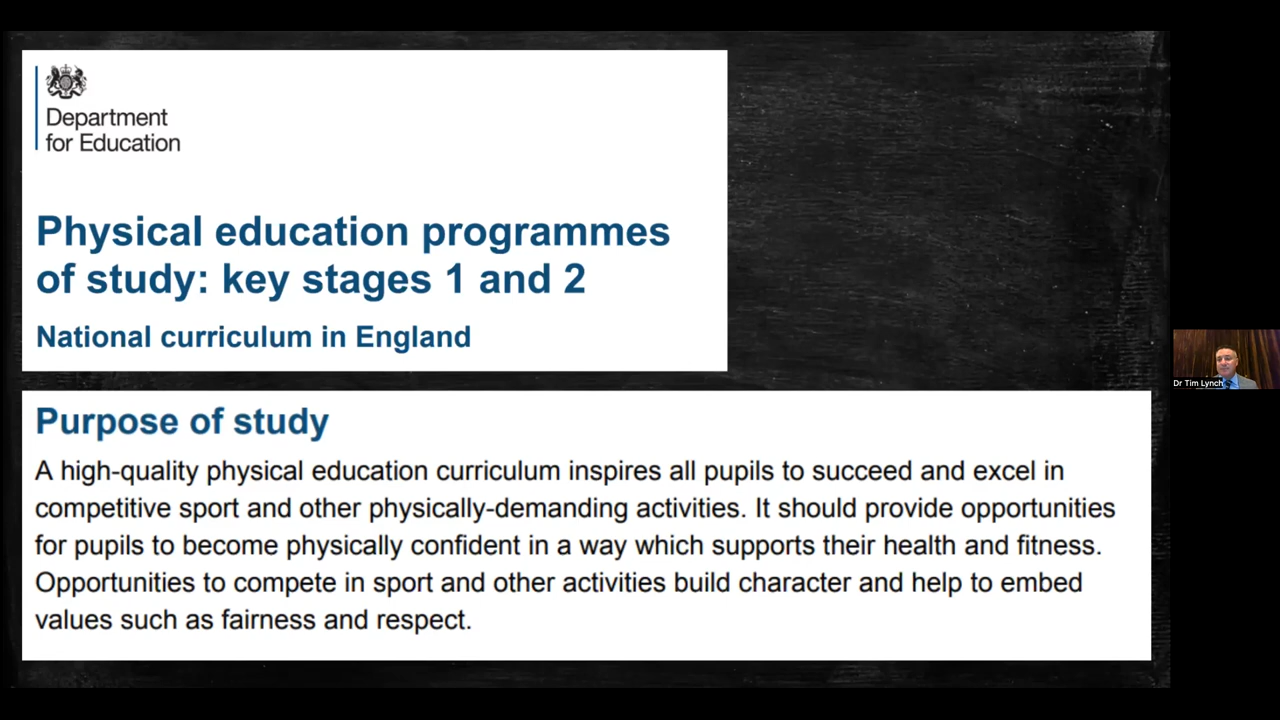 Department
for Education
Physical education programmes
of study: key stages 1 and 2
National curriculum in England
Purpose of study
A high-quality physical education curriculum inspires all pupils to succeed and excel in
competitive sport and other physically-demanding activities. It should provide opportunities
for pupils to become physically confident in a way which supports their health and fitness.
Opportunities to compete in sport and other activities build character and help to embed
values such as fairness and respect.
Dr Tim Lynch